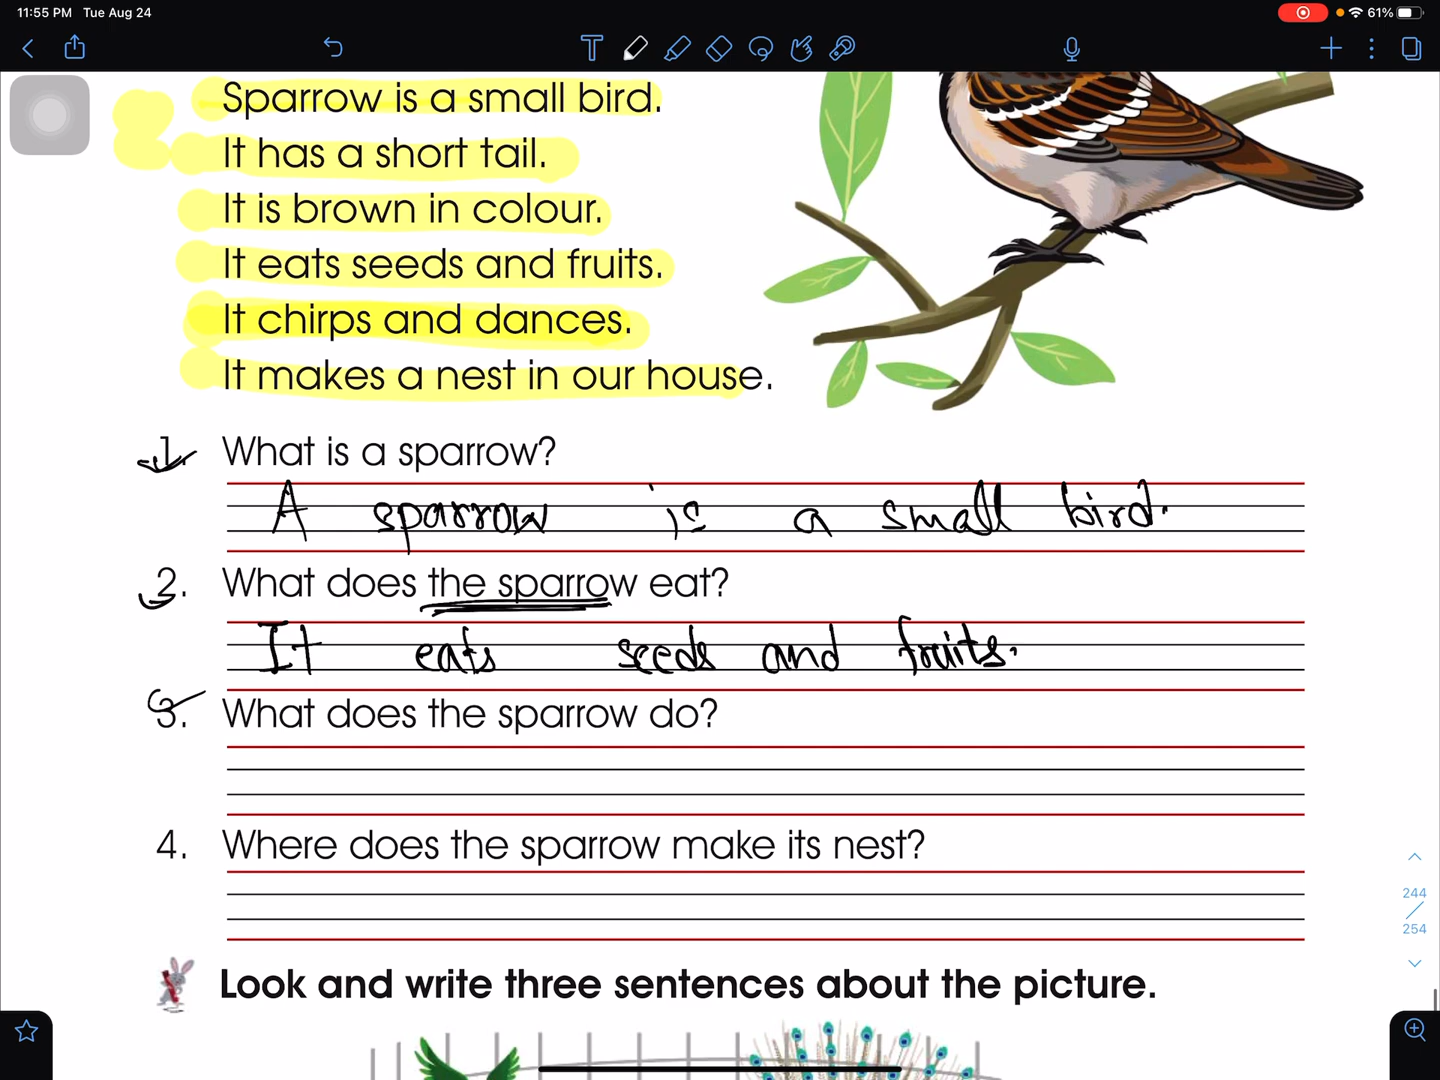 11:55 PM Tue Aug 24
61%
Sparrow is a small bird.
It has a short tail.
It is brown in colour.
It eats seeds and fruits.
It chirps and dances.
It makes a nest in our house.
1. What is a sparrow?
A sparrow is a small bird.
2. What does the sparrow eat?
It eats seeds and fruits.
3. What does the sparrow do?
4. Where does the sparrow make its nest?
244
254
Look and write three sentences about the picture.